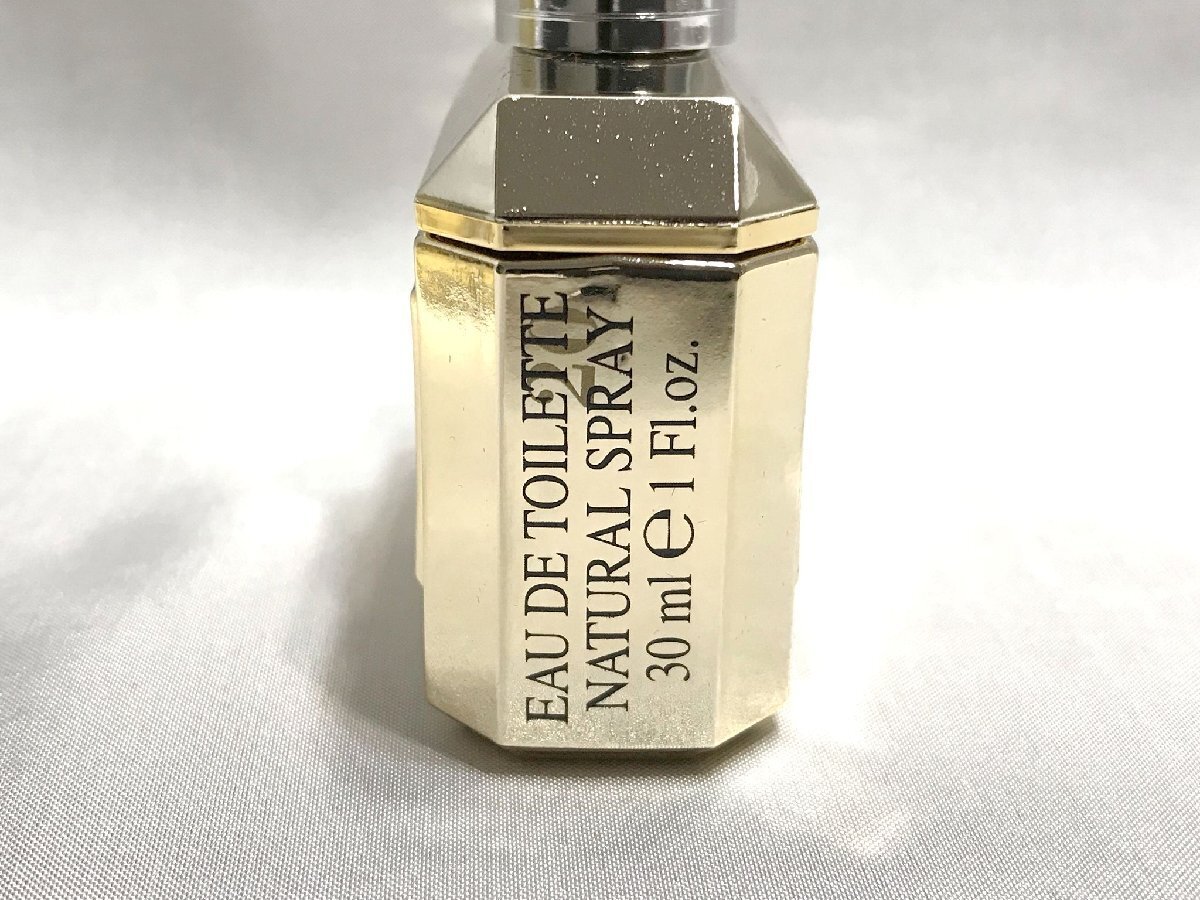 EAU DE TOILETTE
NATURAL SPRAY
30 ml ℮ 1 Fl.oz.